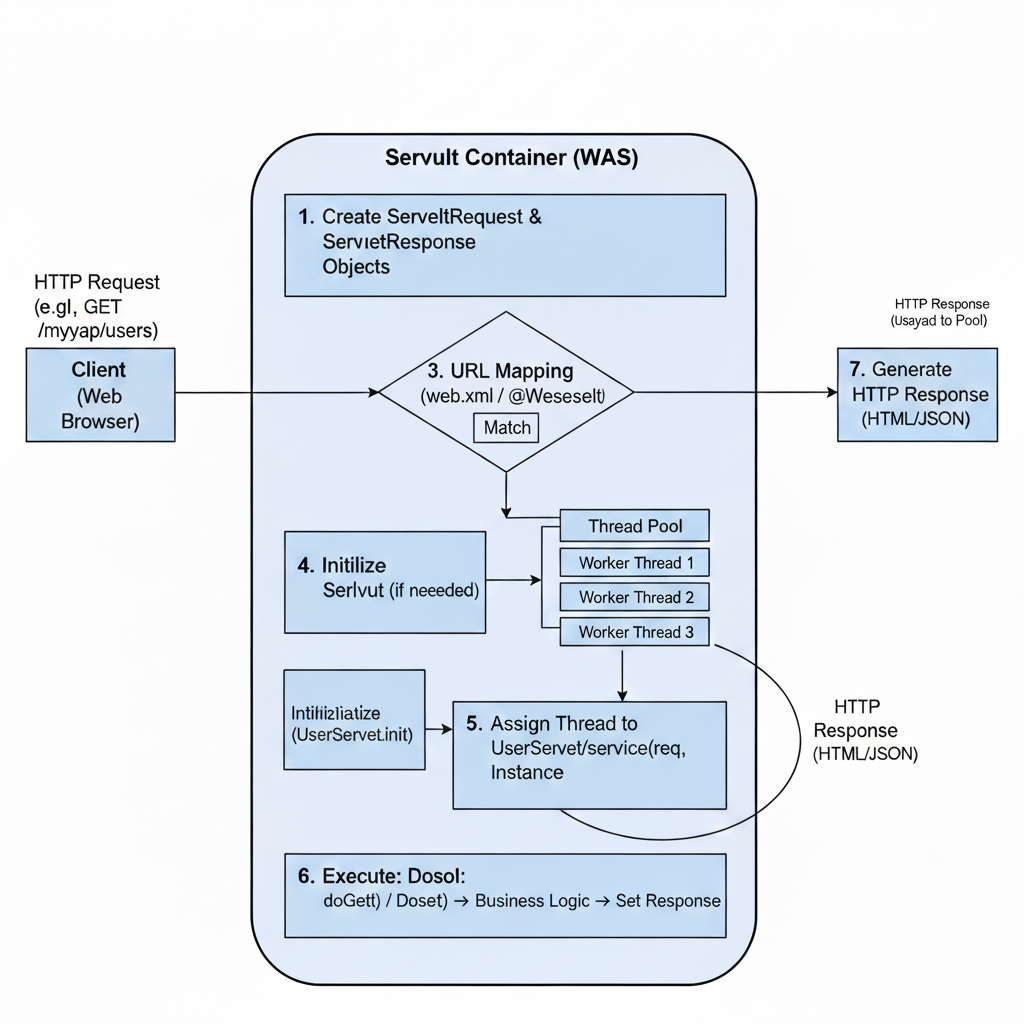 Servult Container (WAS)
1. Create ServeltRequest &
ServietResponse
Objects
HTTP Request
(e.gl, GET
/myyap/users)
Client
(Web
Browser)
3. URL Mapping
(web.xml / @Weseselt)
Match
HTTP Response
(Usayad to Pool)
7. Generate
HTTP Response
(HTML/JSON)
Thread Pool
Worker Thread 1
Worker Thread 2
Worker Thread 3
4. Initilize
Serlvut (if neeeded)
(UserServet.init)
5. Assign Thread to
UserServet/service(req,
Instance
HTTP
Response
(HTML/JSON)
6. Execute: Dosol:
doGett) / Doset) → Business Logic → Set Response